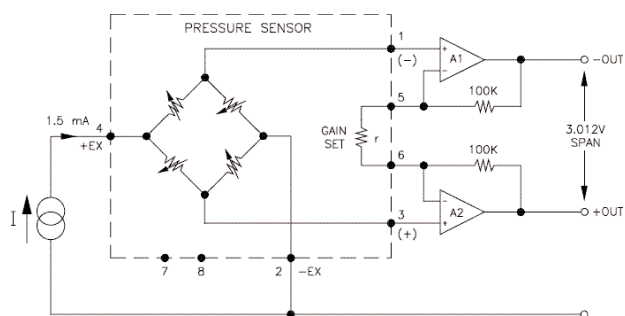 PRESSURE SENSOR
1
(-)
+
-
A1
-OUT
100K
5
1.5 mA
4
+EX
GAIN
SET
r
3.012V
SPAN
6
100K
I
-
+
A2
+OUT
3
(+)
7
8
2
-EX